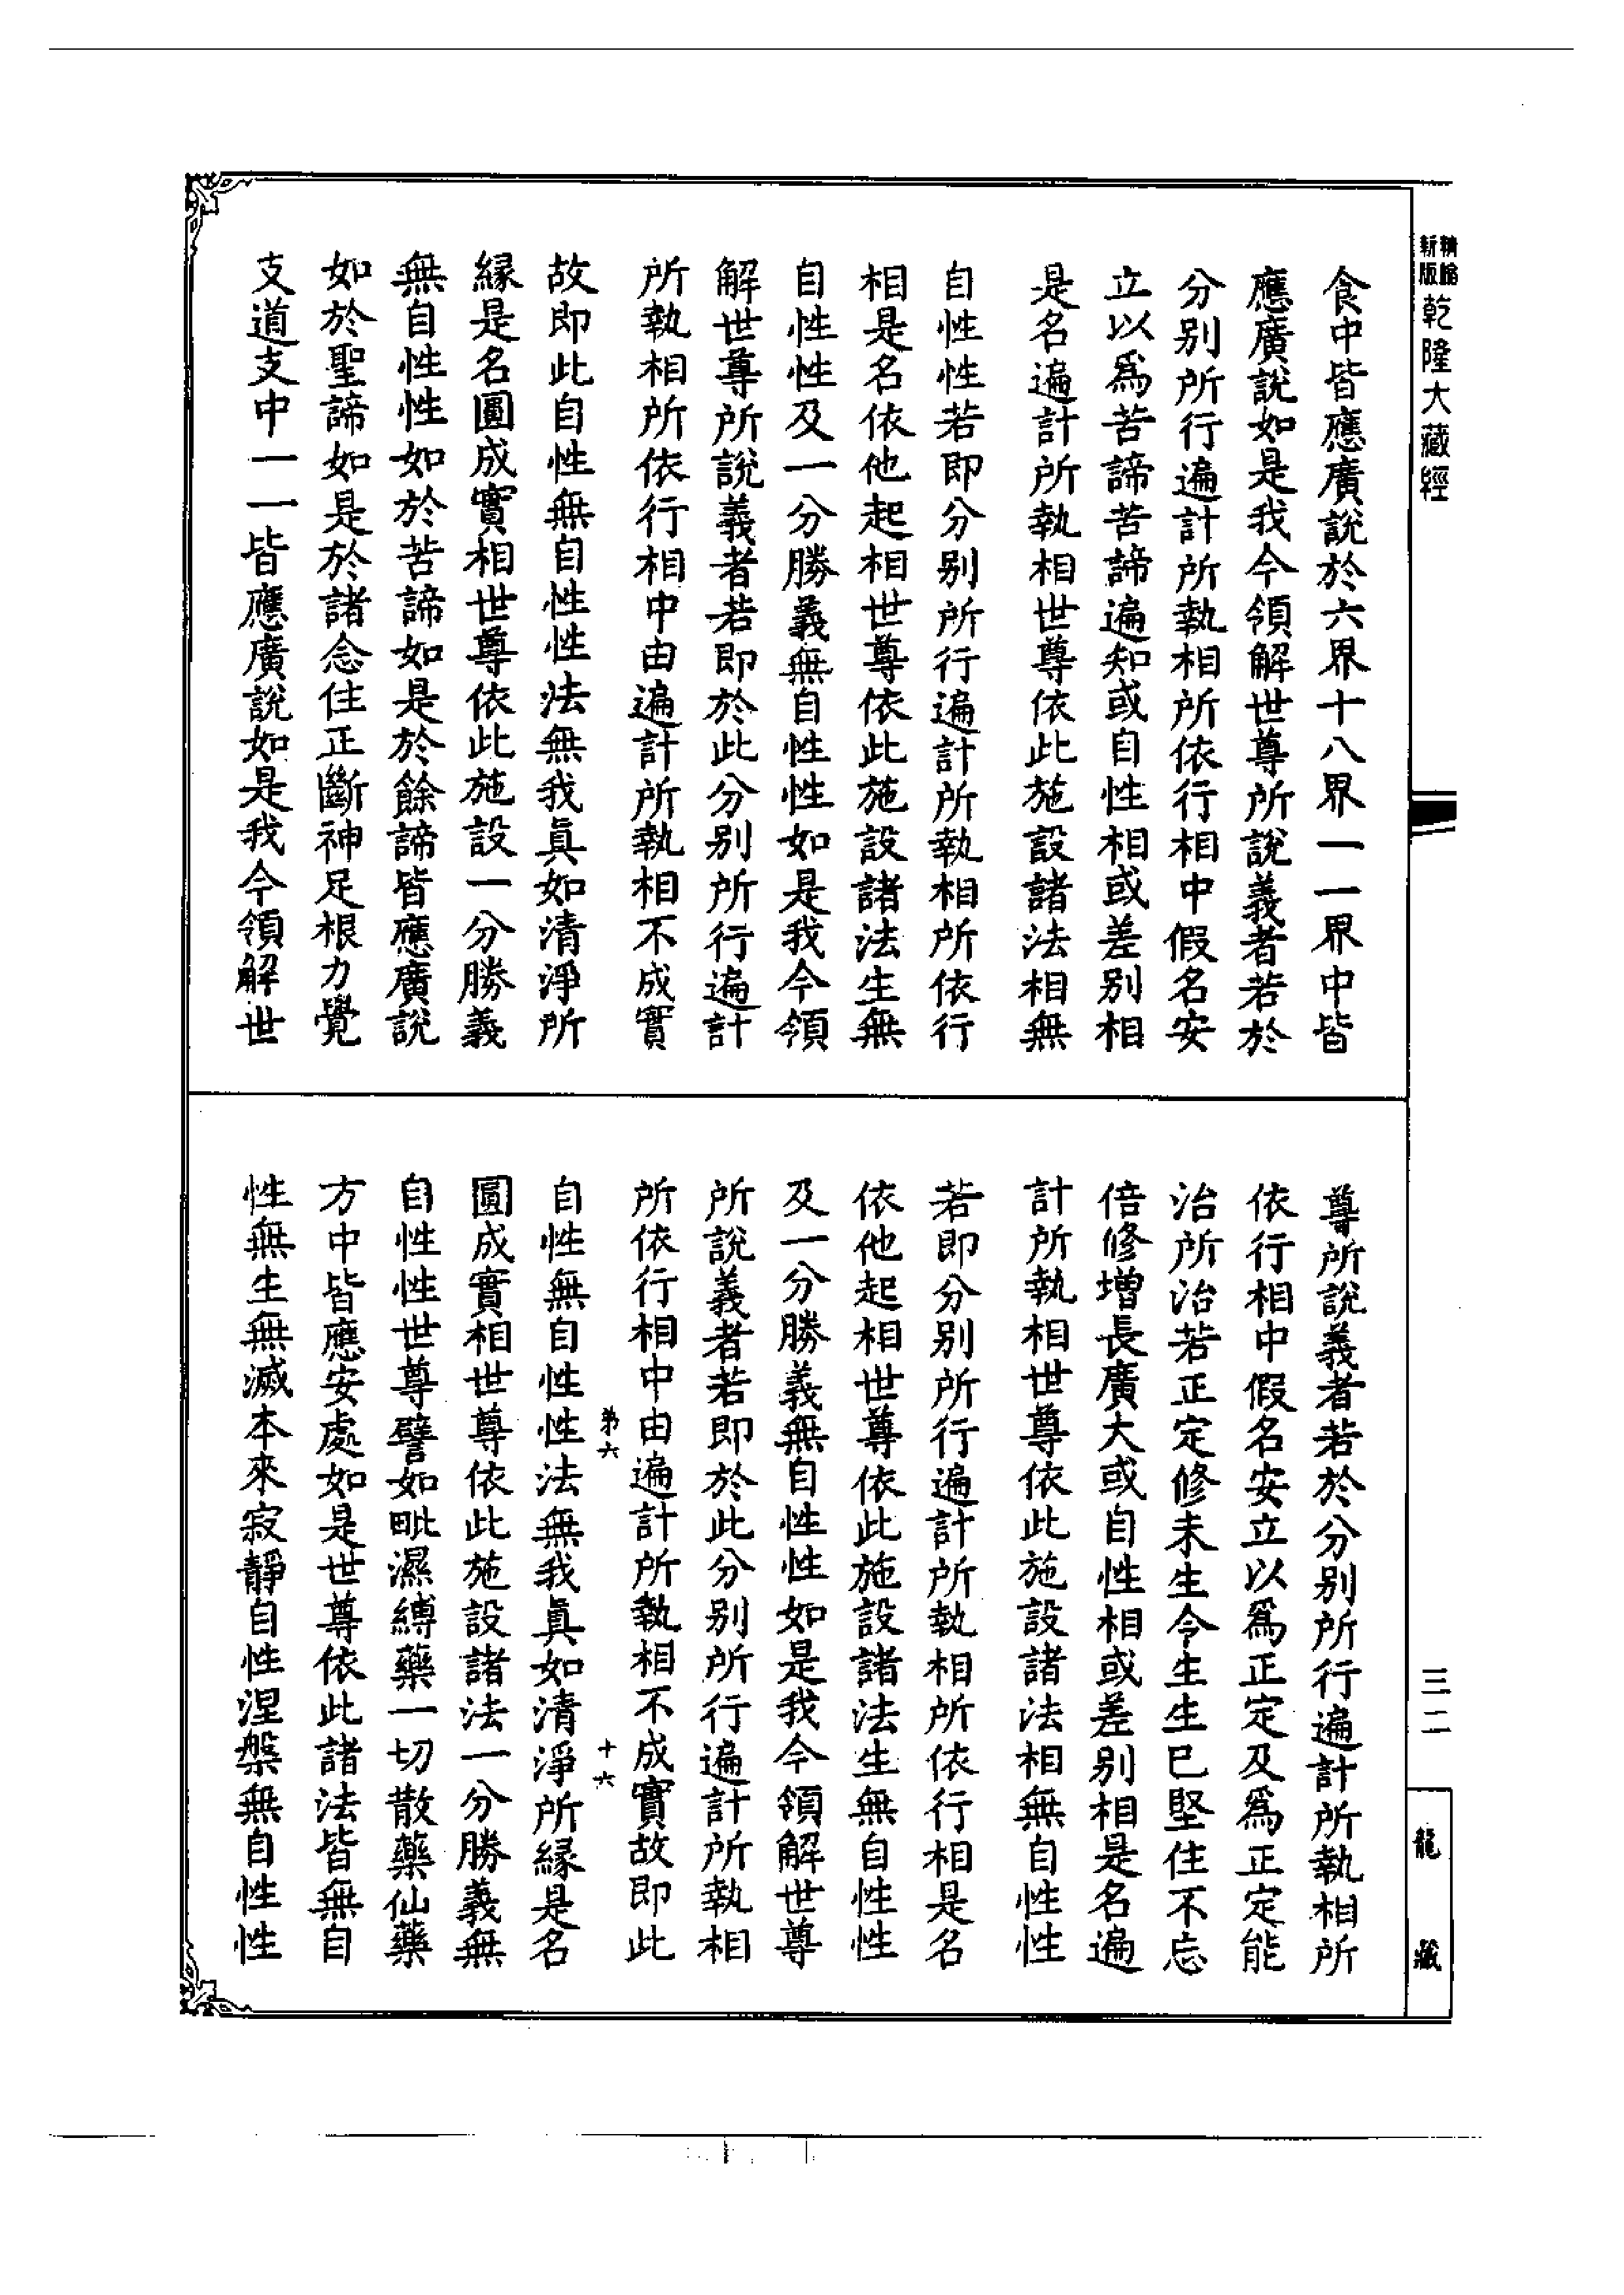 新版
精縮
乾隆大藏經
三二
龍藏
食中皆應廣說於六界十八界一一界中皆
應廣說如是我今領解世尊所說義者若於
分別所行遍計所執相所依行相中假名安
立以爲苦諦苦諦遍知或自性相或差別相
是名遍計所執相世尊依此施設諸法相無
自性性若即分別所行遍計所執相所依行
相是名依他起相世尊依此施設諸法生無
自性性及一分勝義無自性性如是我今領
解世尊所說義者若即於此分別所行遍計
所執相所依行相中由遍計所執相不成實
故即此自性無自性性法無我真如清淨所
緣是名圓成實相世尊依此施設一分勝義
無自性性如於苦諦如是於餘諦皆應廣說
如於聖諦如是於諸念住正斷神足根力覺
支道支中一一皆應廣說如是我今領解世
尊所說義者若於分別所行遍計所執相所
依行相中假名安立以爲正定及爲正定能
治所治若正定修未生令生生已堅住不忘
倍修增長廣大或自性相或差別相是名遍
計所執相世尊依此施設諸法相無自性性
若即分別所行遍計所執相所依行相是名
依他起相世尊依此施設諸法生無自性性
及一分勝義無自性性如是我今領解世尊
所說義者若即於此分別所行遍計所執相
所依行相中由遍計所執相不成實故即此
第六 十六
自性無自性性法無我真如清淨所緣是名
圓成實相世尊依此施設諸法一分勝義無
自性性世尊譬如毗濕縛藥一切散藥仙藥
方中皆應安處如是世尊依此諸法皆無自
性無生無滅本來寂靜自性涅槃無自性性